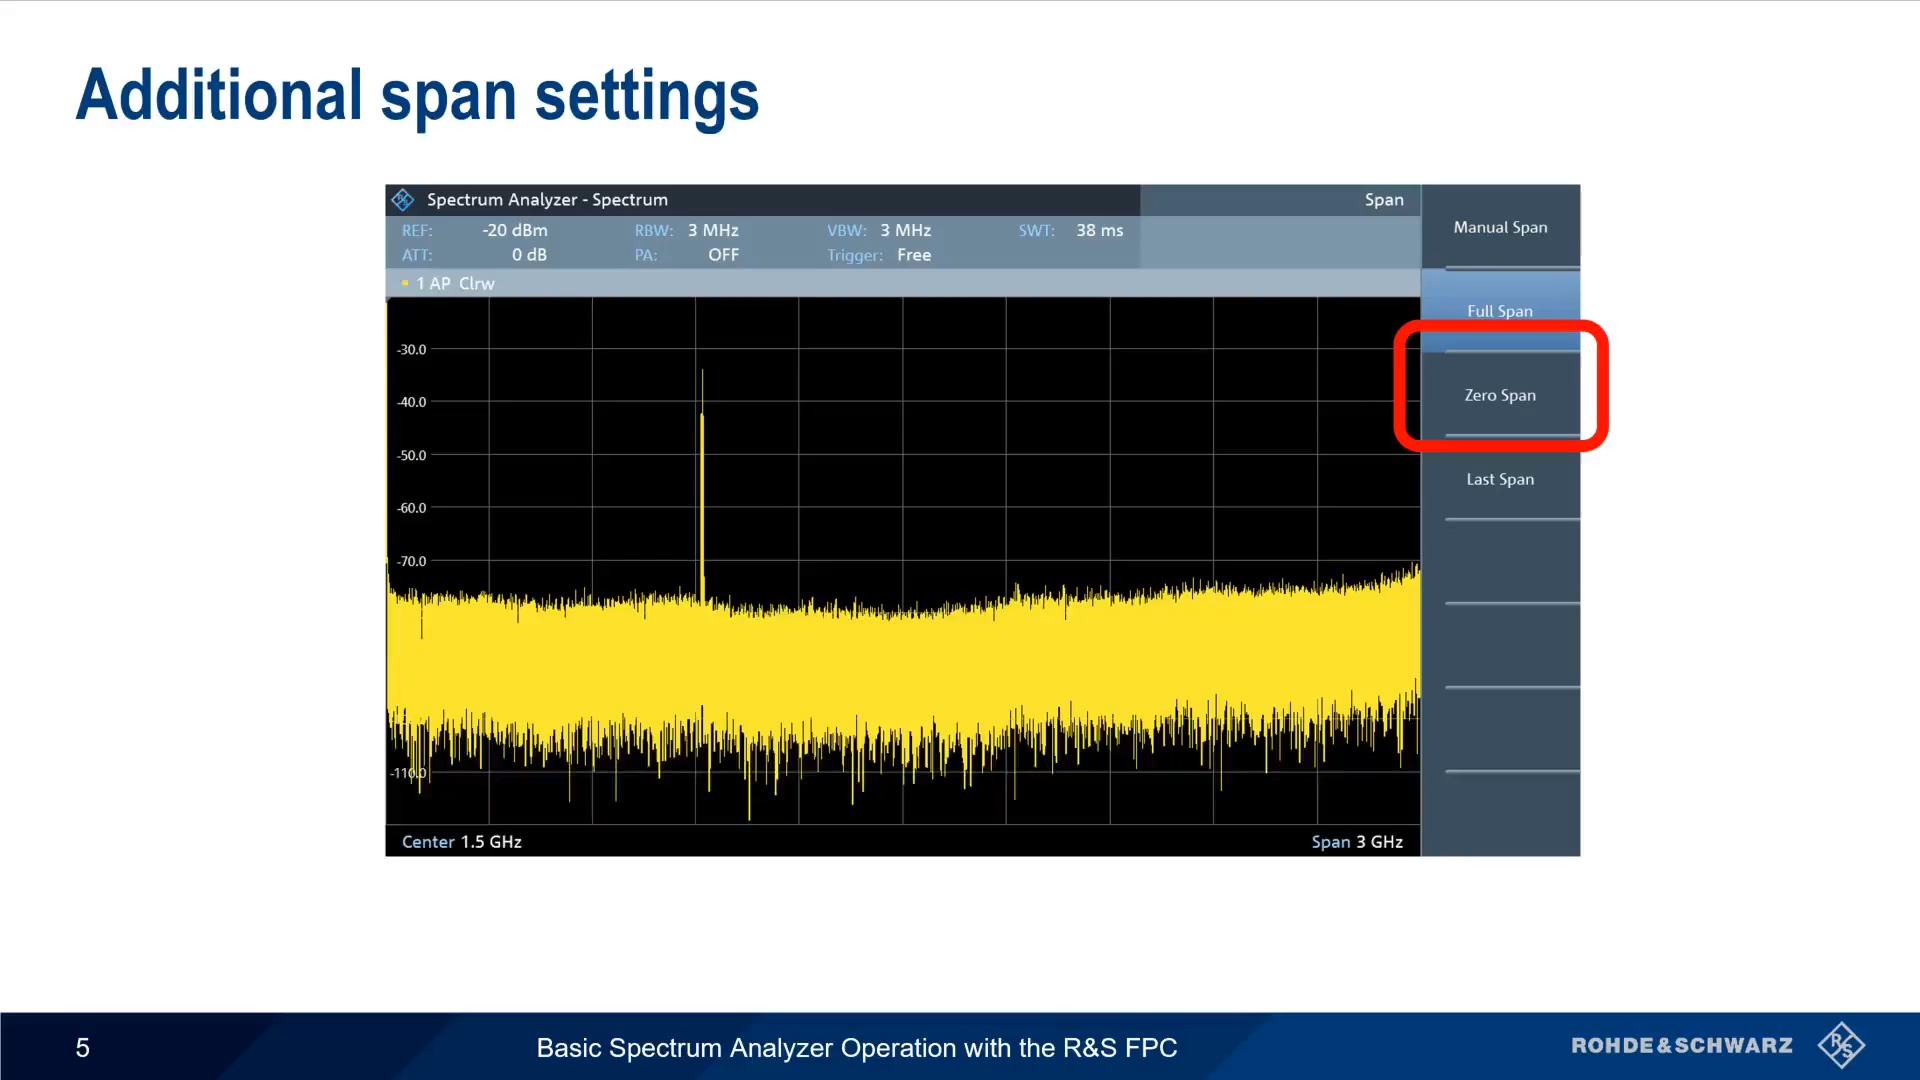 Additional span settings
Spectrum Analyzer - Spectrum
Span
REF: -20 dBm RBW: 3 MHz VBW: 3 MHz SWT: 38 ms
ATT: 0 dB PA: OFF Trigger: Free
1 AP Clrw
Manual Span
Full Span
Zero Span
Last Span
-30.0
-40.0
-50.0
-60.0
-70.0
-110.0
Center 1.5 GHz
Span 3 GHz
5
Basic Spectrum Analyzer Operation with the R&S FPC
ROHDE&SCHWARZ
R&S